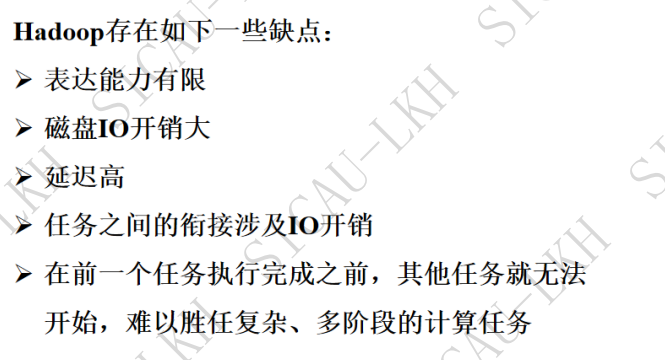 Hadoop存在如下一些缺点：
➢ 表达能力有限
➢ 磁盘IO开销大
➢ 延迟高
➢ 任务之间的衔接涉及IO开销
➢ 在前一个任务执行完成之前，其他任务就无法
开始，难以胜任复杂、多阶段的计算任务
SICAU-LKH